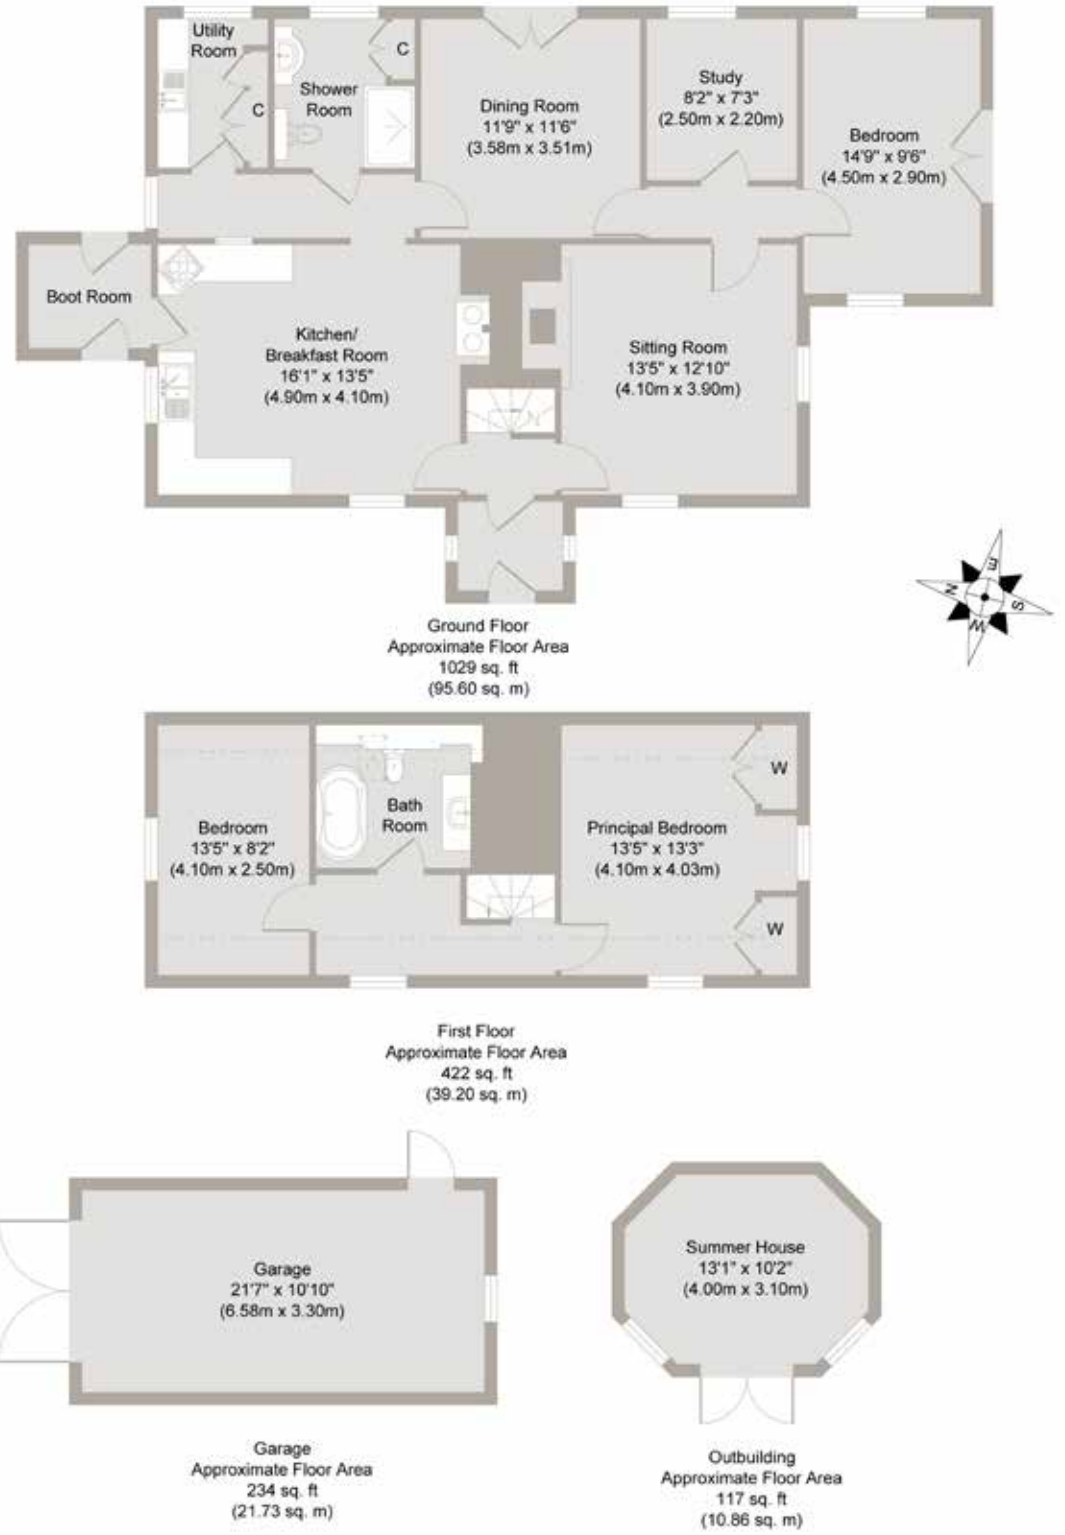 Utility
Room
C
Shower
Room
C
Dining Room
11'9" x 11'6"
(3.58m x 3.51m)
Study
8'2" x 7'3"
(2.50m x 2.20m)
Bedroom
14'9" x 9'6"
(4.50m x 2.90m)
Boot Room
Kitchen/
Breakfast Room
16'1" x 13'5"
(4.90m x 4.10m)
Sitting Room
13'5" x 12'10"
(4.10m x 3.90m)
N
E
S
W
Ground Floor
Approximate Floor Area
1029 sq. ft
(95.60 sq. m)
Bedroom
13'5" x 8'2"
(4.10m x 2.50m)
Bath
Room
Principal Bedroom
13'5" x 13'3"
(4.10m x 4.03m)
W
W
First Floor
Approximate Floor Area
422 sq. ft
(39.20 sq. m)
Garage
21'7" x 10'10"
(6.58m x 3.30m)
Summer House
13'1" x 10'2"
(4.00m x 3.10m)
Garage
Approximate Floor Area
234 sq. ft
(21.73 sq. m)
Outbuilding
Approximate Floor Area
117 sq. ft
(10.86 sq. m)